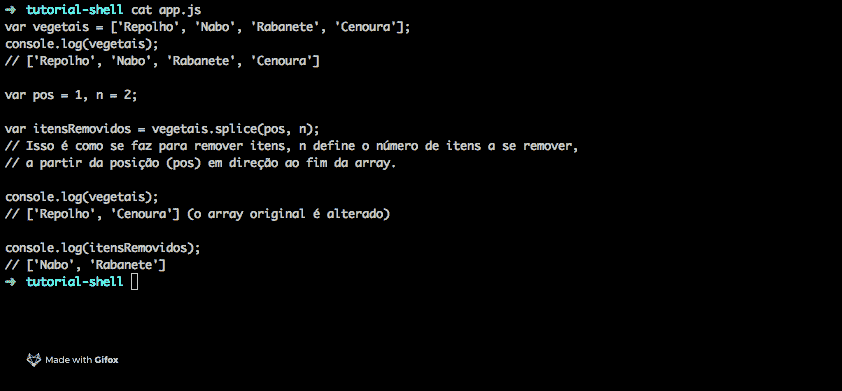 ➜ tutorial-shell cat app.js
var vegetais = ['Repolho', 'Nabo', 'Rabanete', 'Cenoura'];
console.log(vegetais);
// ['Repolho', 'Nabo', 'Rabanete', 'Cenoura']
var pos = 1, n = 2;
var itensRemovidos = vegetais.splice(pos, n);
// Isso é como se faz para remover itens, n define o número de itens a se remover,
// a partir da posição (pos) em direção ao fim da array.
console.log(vegetais);
// ['Repolho', 'Cenoura'] (o array original é alterado)
console.log(itensRemovidos);
// ['Nabo', 'Rabanete']
➜ tutorial-shell
Made with Gifox